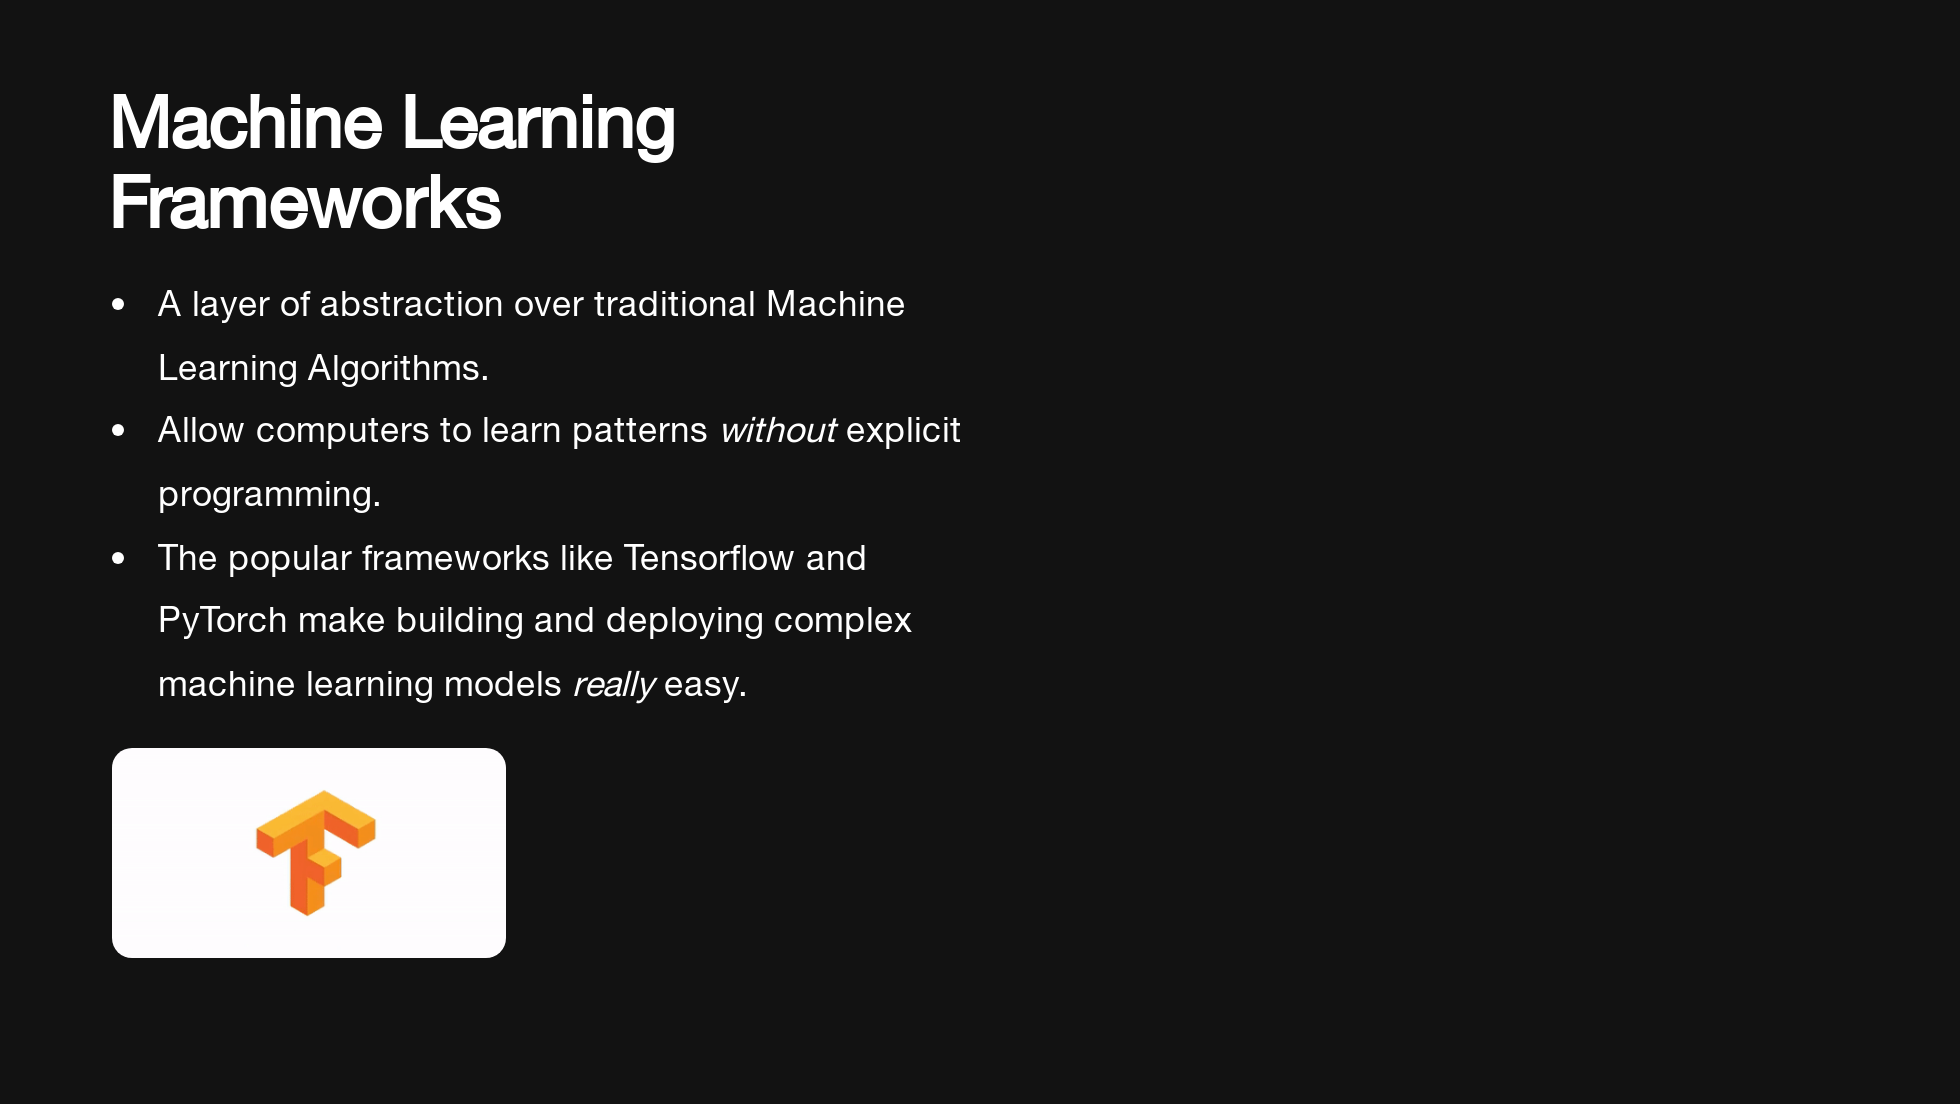 Machine Learning
Frameworks
• A layer of abstraction over traditional Machine
Learning Algorithms.
• Allow computers to learn patterns without explicit
programming.
• The popular frameworks like Tensorflow and
PyTorch make building and deploying complex
machine learning models really easy.